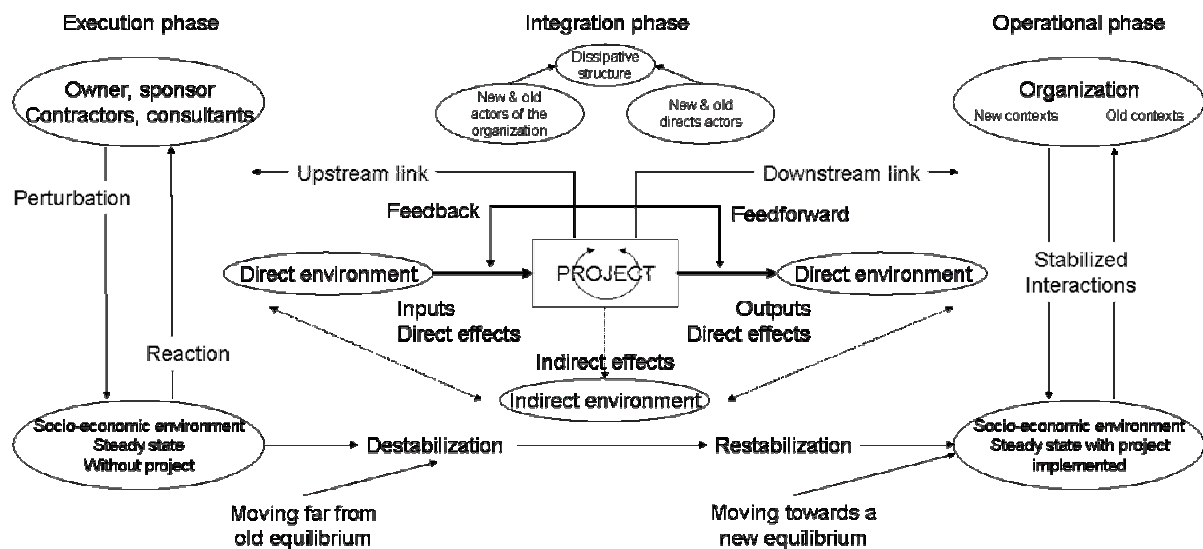 Execution phase
Integration phase
Operational phase
Dissipative
structure
Owner, sponsor
Contractors, consultants
New & old
actors of the
organization
New & old
directs actors
Organization
New contexts
Old contexts
Upstream link
Downstream link
Perturbation
Feedback
Feedforward
Direct environment
PROJECT
Direct environment
Stabilized
Interactions
Inputs
Direct effects
Outputs
Direct effects
Reaction
Indirect effects
Indirect environment
Socio-economic environment
Steady state
Without project
Destabilization
Restabilization
Socio-economic environment
Steady state with project
implemented
Moving far from
old equilibrium
Moving towards a
new equilibrium